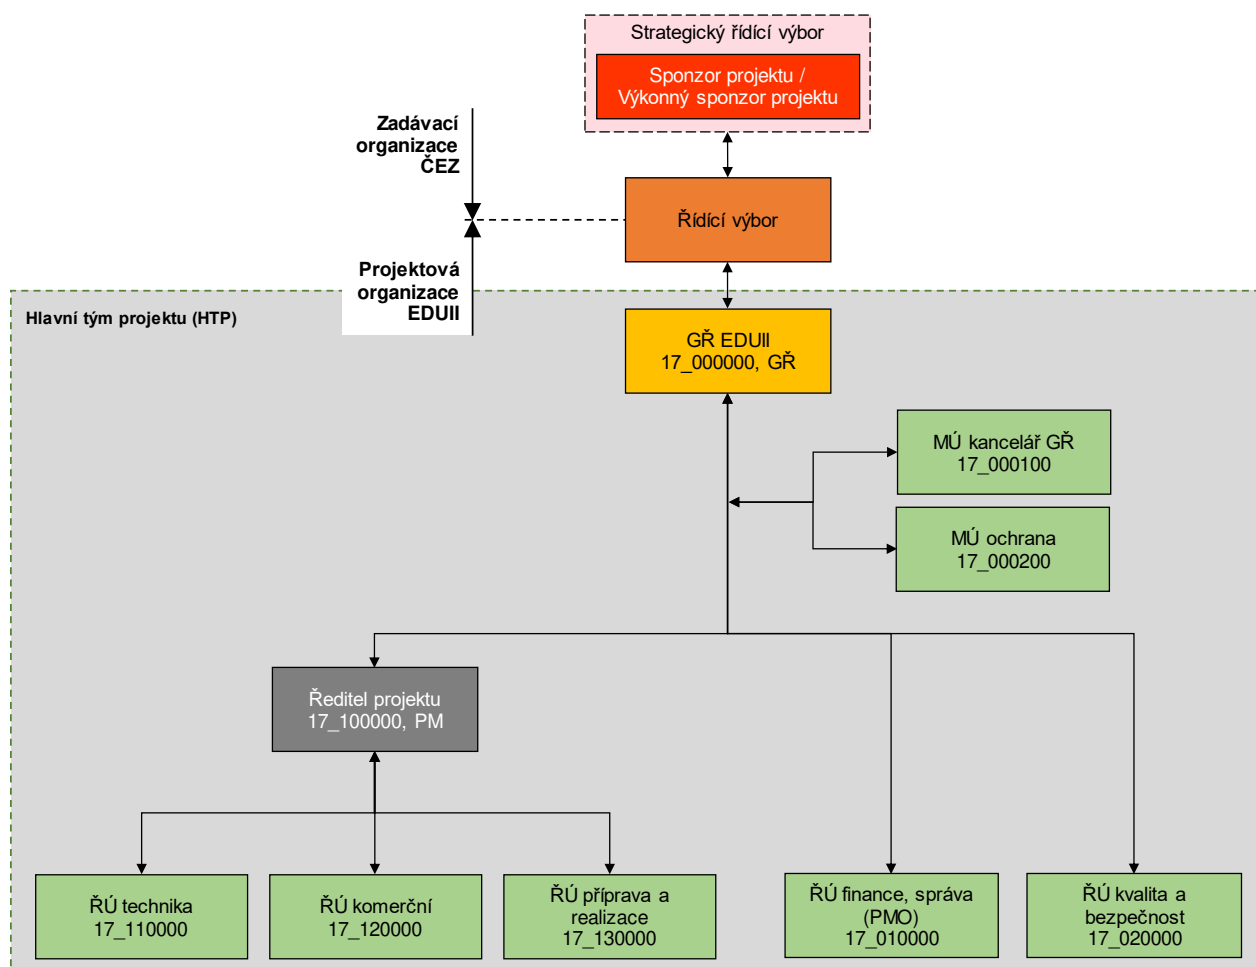 Strategický řídící výbor
Sponzor projektu /
Výkonný sponzor projektu
Zadávací
organizace
ČEZ
Řídící výbor
Projektová
organizace
EDUII
Hlavní tým projektu (HTP)
GŘ EDUII
17_000000, GŘ
MÚ kancelář GŘ
17_000100
MÚ ochrana
17_000200
Ředitel projektu
17_100000, PM
ŘÚ technika
17_110000
ŘÚ komerční
17_120000
ŘÚ příprava a
realizace
17_130000
ŘÚ finance, správa
(PMO)
17_010000
ŘÚ kvalita a
bezpečnost
17_020000